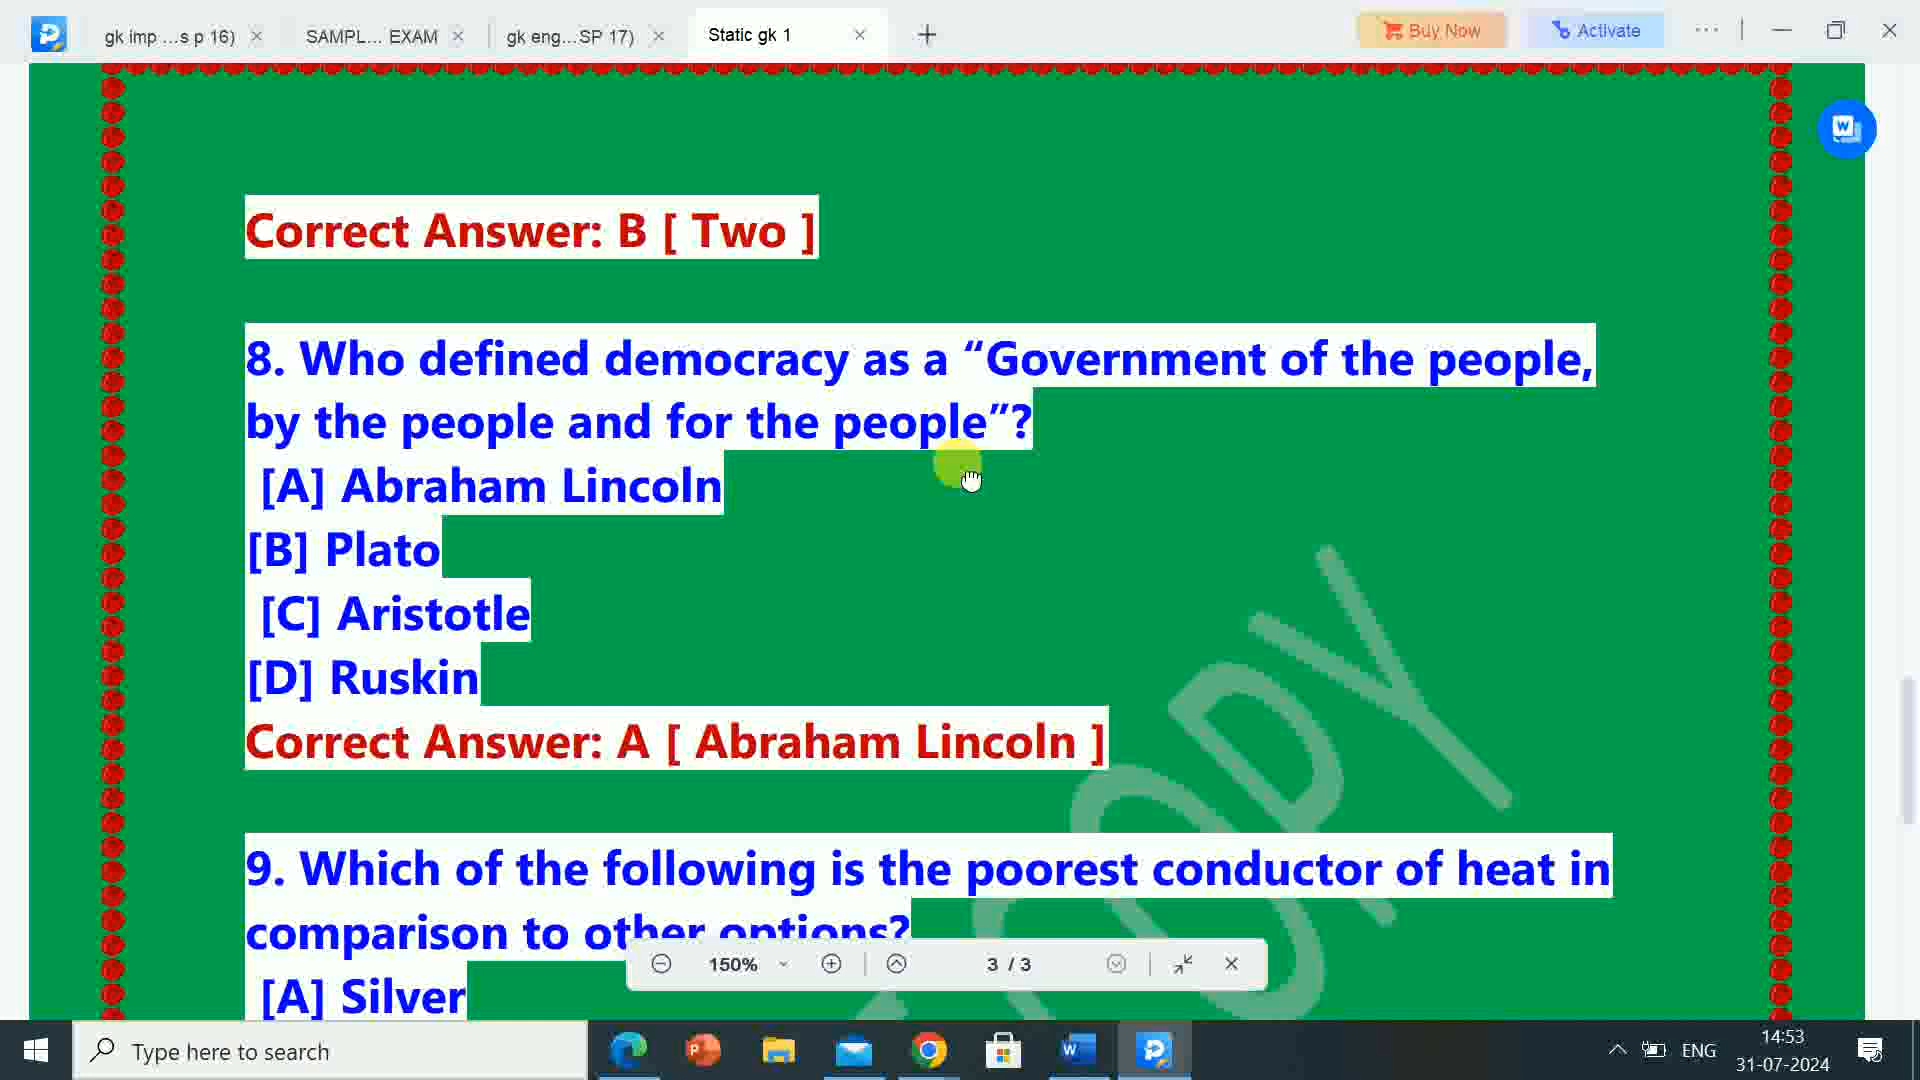 gk imp ...s p 16)
SAMPL... EXAM
gk eng...SP 17)
Static gk 1
Buy Now
Activate
Correct Answer: B [ Two ]
8. Who defined democracy as a “Government of the people,
by the people and for the people”?
[A] Abraham Lincoln
[B] Plato
[C] Aristotle
[D] Ruskin
Correct Answer: A [ Abraham Lincoln ]
9. Which of the following is the poorest conductor of heat in
comparison to other options?
[A] Silver
150%
3 / 3
Type here to search
ENG
14:53
31-07-2024